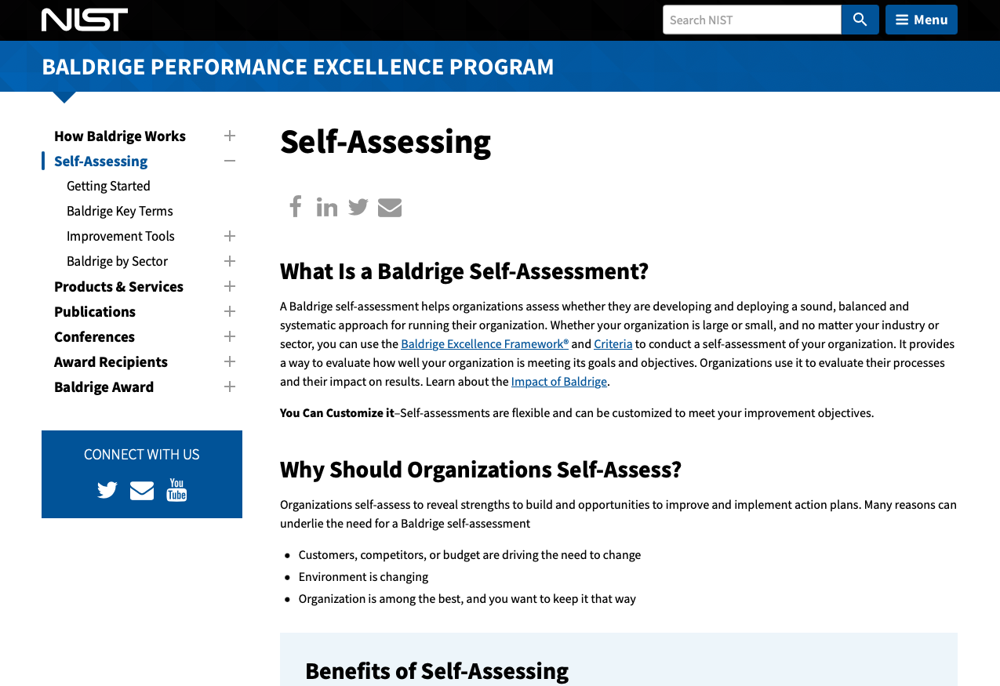 NIST
Search NIST
Menu
BALDRIGE PERFORMANCE EXCELLENCE PROGRAM
How Baldrige Works
Self-Assessing
Getting Started
Baldrige Key Terms
Improvement Tools
Baldrige by Sector
Products & Services
Publications
Conferences
Award Recipients
Baldrige Award
CONNECT WITH US
You
Tube
Self-Assessing
What Is a Baldrige Self-Assessment?
A Baldrige self-assessment helps organizations assess whether they are developing and deploying a sound, balanced and
systematic approach for running their organization. Whether your organization is large or small, and no matter your industry or
sector, you can use the Baldrige Excellence Framework® and Criteria to conduct a self-assessment of your organization. It provides
a way to evaluate how well your organization is meeting its goals and objectives. Organizations use it to evaluate their processes
and their impact on results. Learn about the Impact of Baldrige.
You Can Customize it–Self-assessments are flexible and can be customized to meet your improvement objectives.
Why Should Organizations Self-Assess?
Organizations self-assess to reveal strengths to build and opportunities to improve and implement action plans. Many reasons can
underlie the need for a Baldrige self-assessment
• Customers, competitors, or budget are driving the need to change
• Environment is changing
• Organization is among the best, and you want to keep it that way
Benefits of Self-Assessing